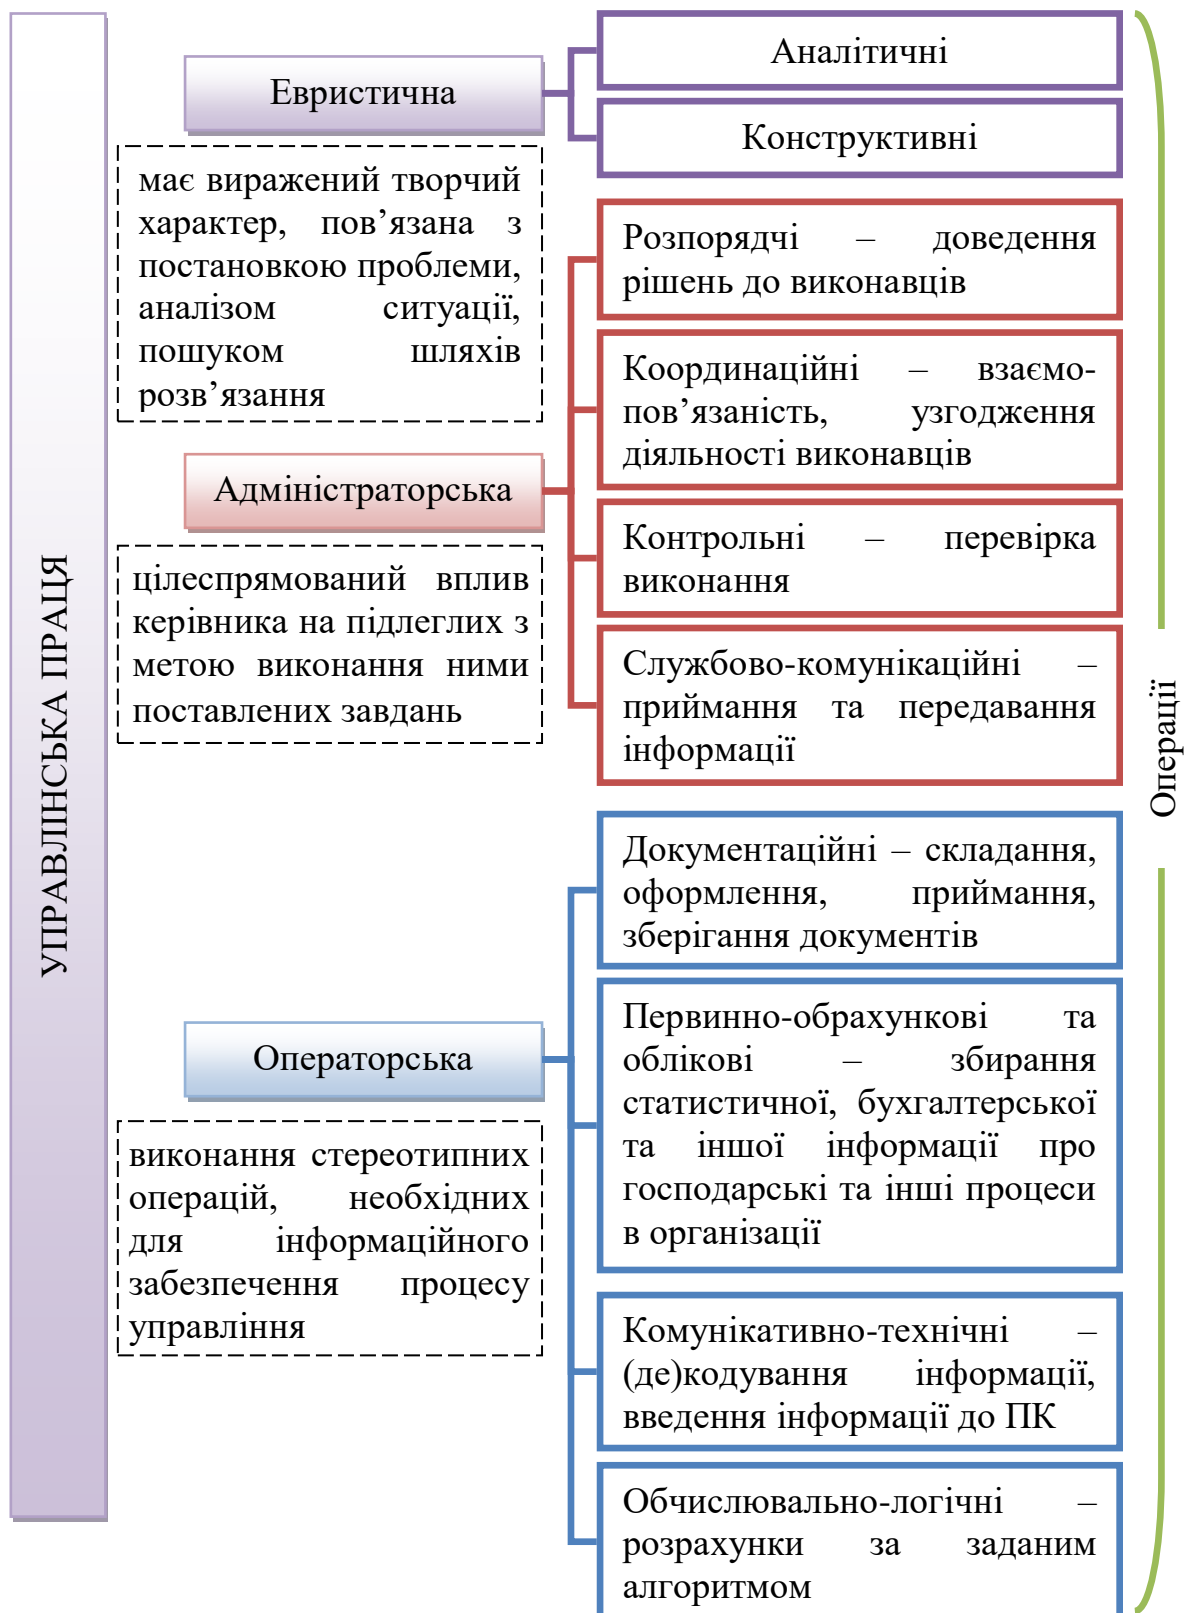 УПРАВЛІНСЬКА ПРАЦЯ
Евристична
має виражений творчий
характер, пов’язана з
постановкою проблеми,
аналізом ситуації,
пошуком шляхів
розв’язання
Аналітичні
Конструктивні
Адміністраторська
цілеспрямований вплив
керівника на підлеглих з
метою виконання ними
поставлених завдань
Розпорядчі – доведення
рішень до виконавців
Координаційні – взаємо-
пов’язаність, узгодження
діяльності виконавців
Контрольні – перевірка
виконання
Службово-комунікаційні –
приймання та передавання
інформації
Операторська
виконання стереотипних
операцій, необхідних
для інформаційного
забезпечення процесу
управління
Документаційні – складання,
оформлення, приймання,
зберігання документів
Первинно-обрахункові та
облікові – збирання
статистичної, бухгалтерської
та іншої інформації про
господарські та інші процеси
в організації
Комунікативно-технічні –
(де)кодування інформації,
введення інформації до ПК
Обчислювально-логічні –
розрахунки за заданим
алгоритмом
Операції